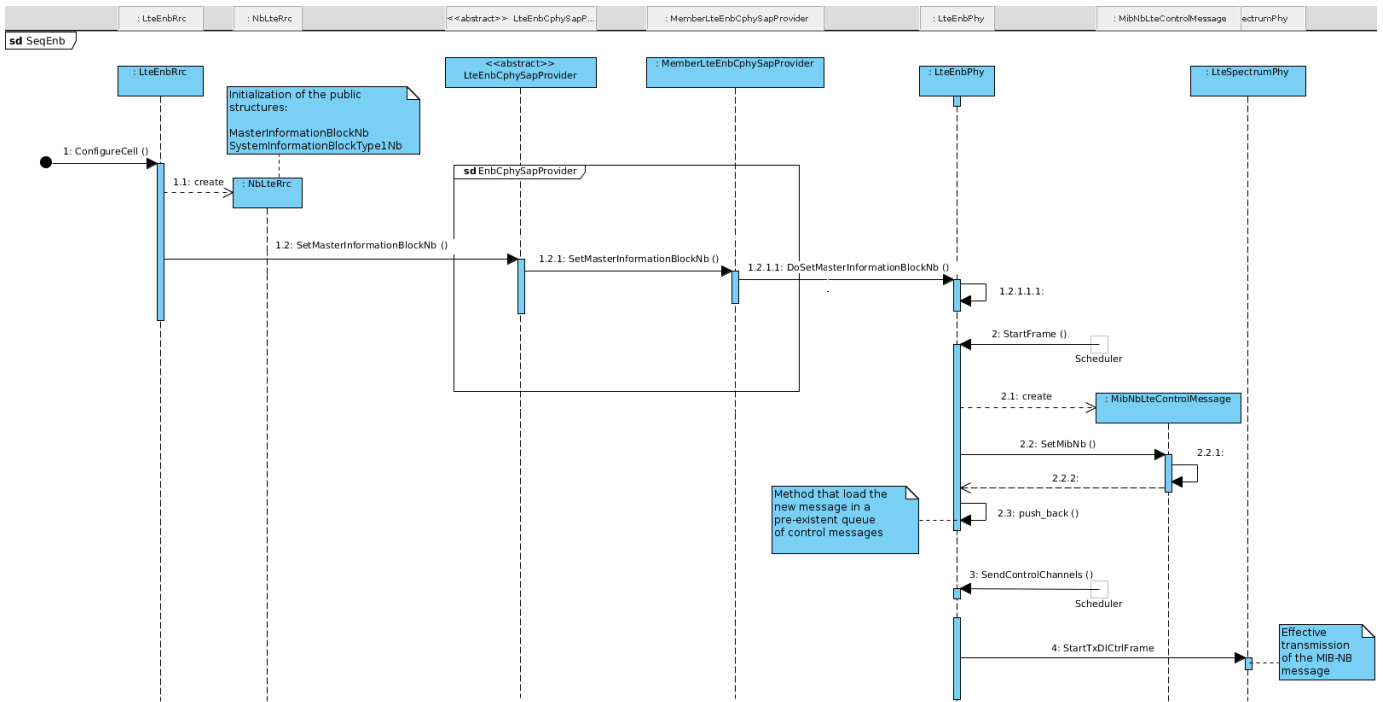 : LteEnbRrc
: NbLteRrc
<<abstract>> LteEnbCphySapP...
: MemberLteEnbCphySapProvider
: LteEnbPhy
: MibNbLteControlMessage
ectrumPhy
sd SeqEnb
: LteEnbRrc
<<abstract>>
LteEnbCphySapProvider
: MemberLteEnbCphySapProvider
: LteEnbPhy
: LteSpectrumPhy
Initialization of the public
structures:
MasterInformationBlockNb
SystemInformationBlockType1Nb
1: ConfigureCell ()
sd EnbCphySapProvider
1.1: create
: NbLteRrc
1.2: SetMasterInformationBlockNb ()
1.2.1: SetMasterInformationBlockNb ()
1.2.1.1: DoSetMasterInformationBlockNb ()
1.2.1.1.1:
2: StartFrame ()
Scheduler
2.1: create
: MibNbLteControlMessage
2.2: SetMibNb ()
2.2.1:
2.2.2:
Method that load the
new message in a
pre-existent queue
of control messages
2.3: push_back ()
3: SendControlChannels ()
Scheduler
4: StartTxDlCtrlFrame
Effective
transmission
of the MIB-NB
message